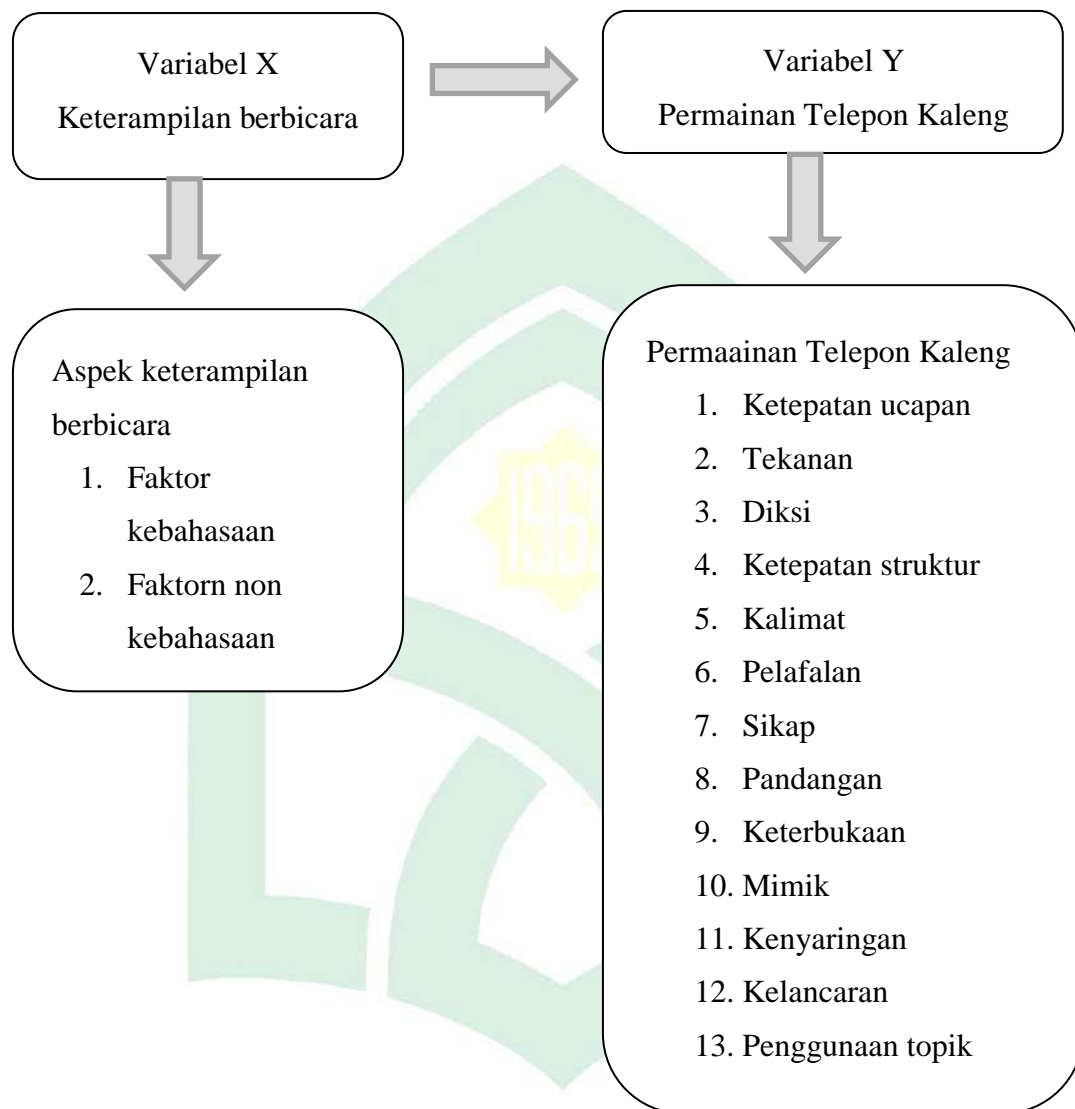 Variabel X
Keterampilan berbicara
Variabel Y
Permainan Telepon Kaleng
Aspek keterampilan
berbicara
1. Faktor
kebahasaan
2. Faktorn non
kebahasaan
Permaainan Telepon Kaleng
1. Ketepatan ucapan
2. Tekanan
3. Diksi
4. Ketepatan struktur
5. Kalimat
6. Pelafalan
7. Sikap
8. Pandangan
9. Keterbukaan
10. Mimik
11. Kenyaringan
12. Kelancaran
13. Penggunaan topik